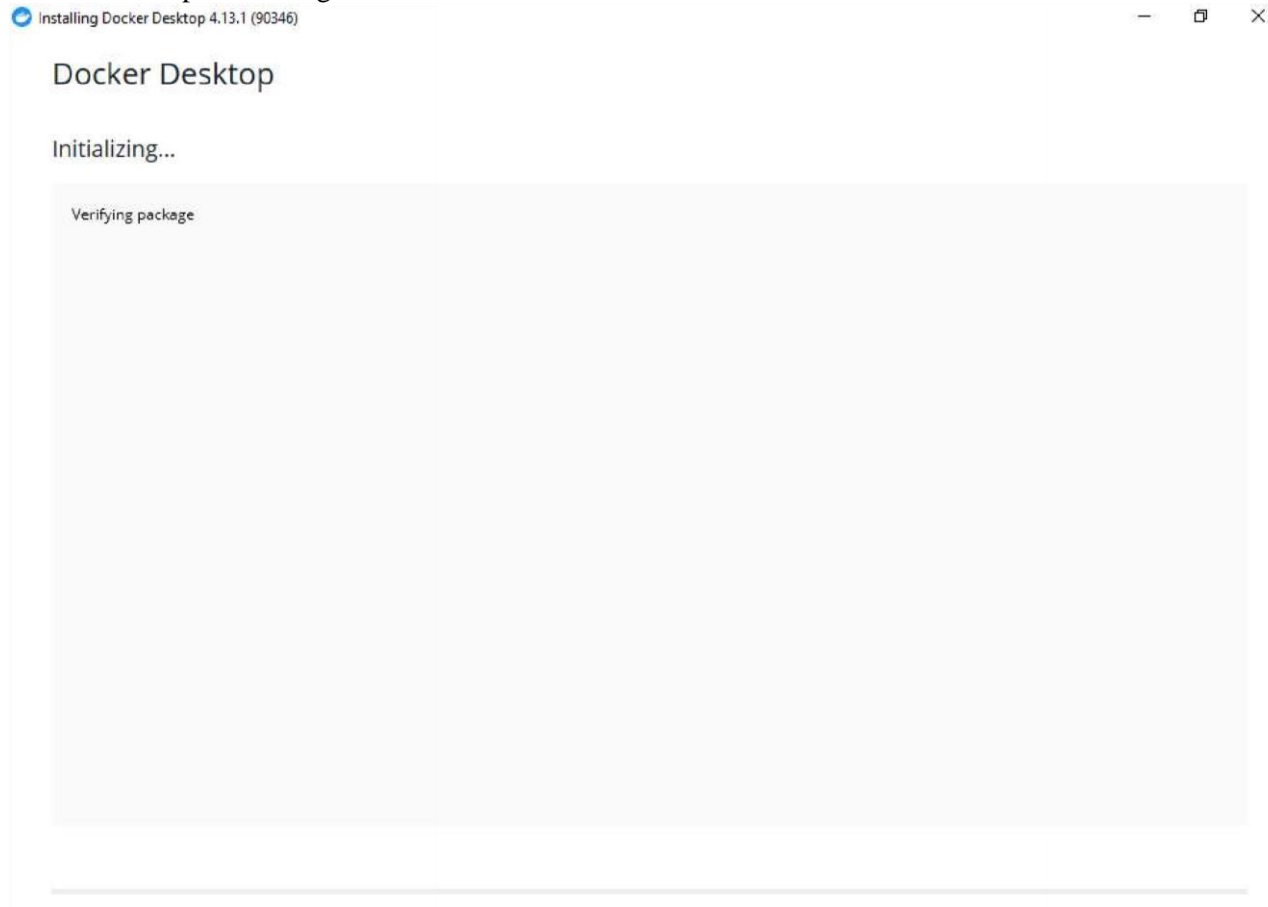 Installing Docker Desktop 4.13.1 (90346)
Docker Desktop
Initializing...
Verifying package